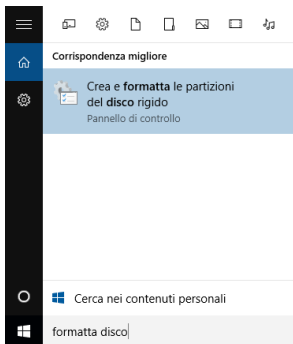 Corrispondenza migliore
Crea e formatta le partizioni
del disco rigido
Pannello di controllo
Cerca nei contenuti personali
formatta disco